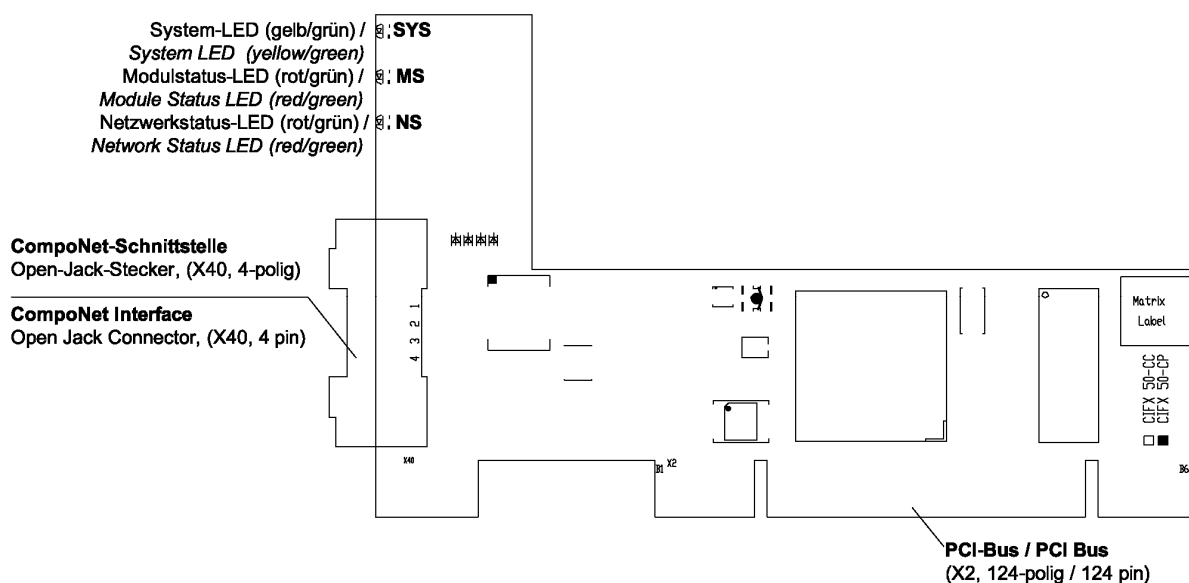 System-LED (gelb/grün) / SYS
System LED (yellow/green)
Modulstatus-LED (rot/grün) / MS
Module Status LED (red/green)
Netzwerkstatus-LED (rot/grün) / NS
Network Status LED (red/green)
CompoNet-Schnittstelle
Open-Jack-Stecker, (X40, 4-polig)
CompoNet Interface
Open Jack Connector, (X40, 4 pin)
4 3 2 1
Matrix
Label
CIFX 50-CC
CIFX 50-CP
X40
B1
X2
B6
PCI-Bus / PCI Bus
(X2, 124-polig / 124 pin)